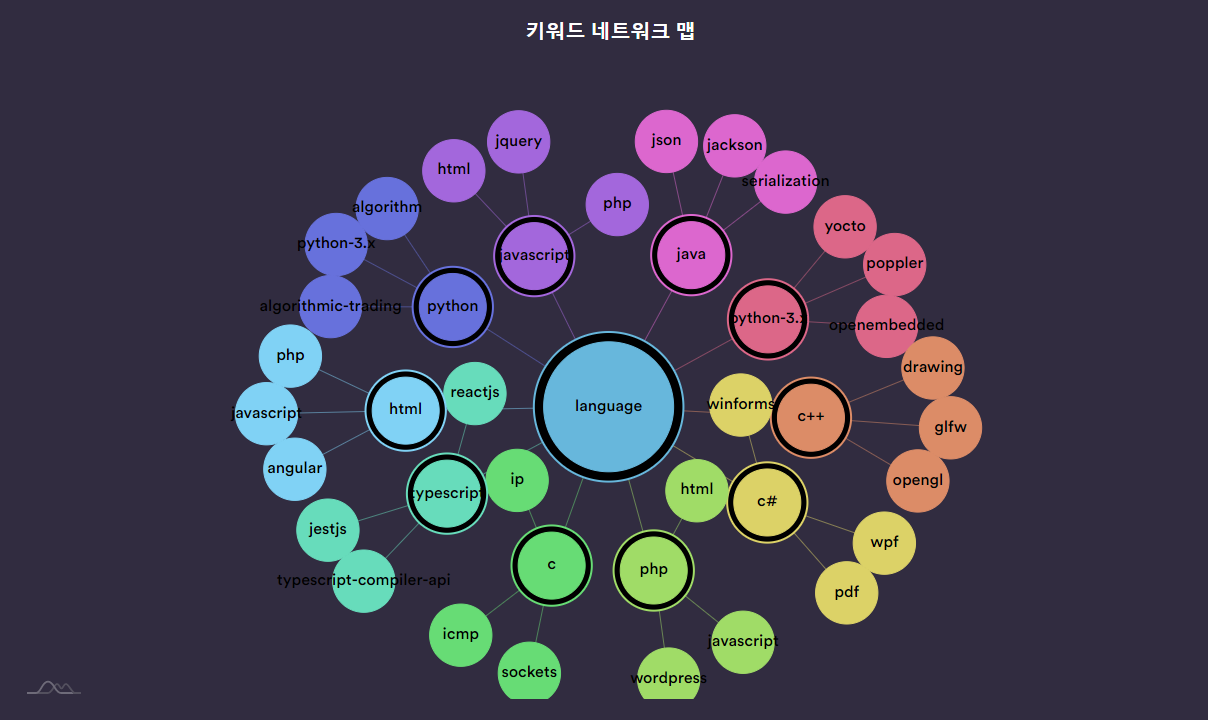 키워드 네트워크 맵
jquery
json
jackson
html
serialization
algorithm
php
yocto
python-3.x
javascript
java
poppler
algorithmic-trading
python
python-3.x
openembedded
php
drawing
reactjs
winforms
javascript
html
language
c++
glfw
angular
ip
html
opengl
typescript
c#
jestjs
wpf
typescript-compiler-api
c
php
pdf
icmp
javascript
sockets
wordpress